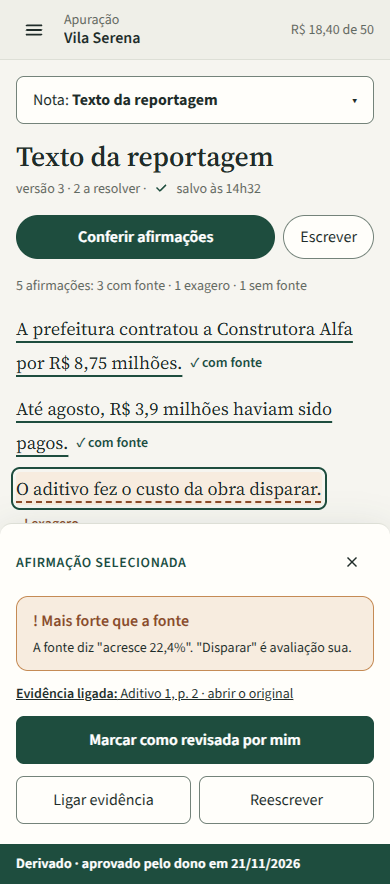 Apuração
Vila Serena
R$ 18,40 de 50
Nota: Texto da reportagem
Texto da reportagem
versão 3 · 2 a resolver · ✓ salvo às 14h32
Conferir afirmações
Escrever
5 afirmações: 3 com fonte · 1 exagero · 1 sem fonte
A prefeitura contratou a Construtora Alfa
por R$ 8,75 milhões. ✓ com fonte
Até agosto, R$ 3,9 milhões haviam sido
pagos. ✓ com fonte
O aditivo fez o custo da obra disparar.
! exagero
AFIRMAÇÃO SELECIONADA
! Mais forte que a fonte
A fonte diz "acresce 22,4%". "Disparar" é avaliação sua.
Evidência ligada: Aditivo 1, p. 2 · abrir o original
Marcar como revisada por mim
Ligar evidência
Reescrever
Derivado · aprovado pelo dono em 21/11/2026